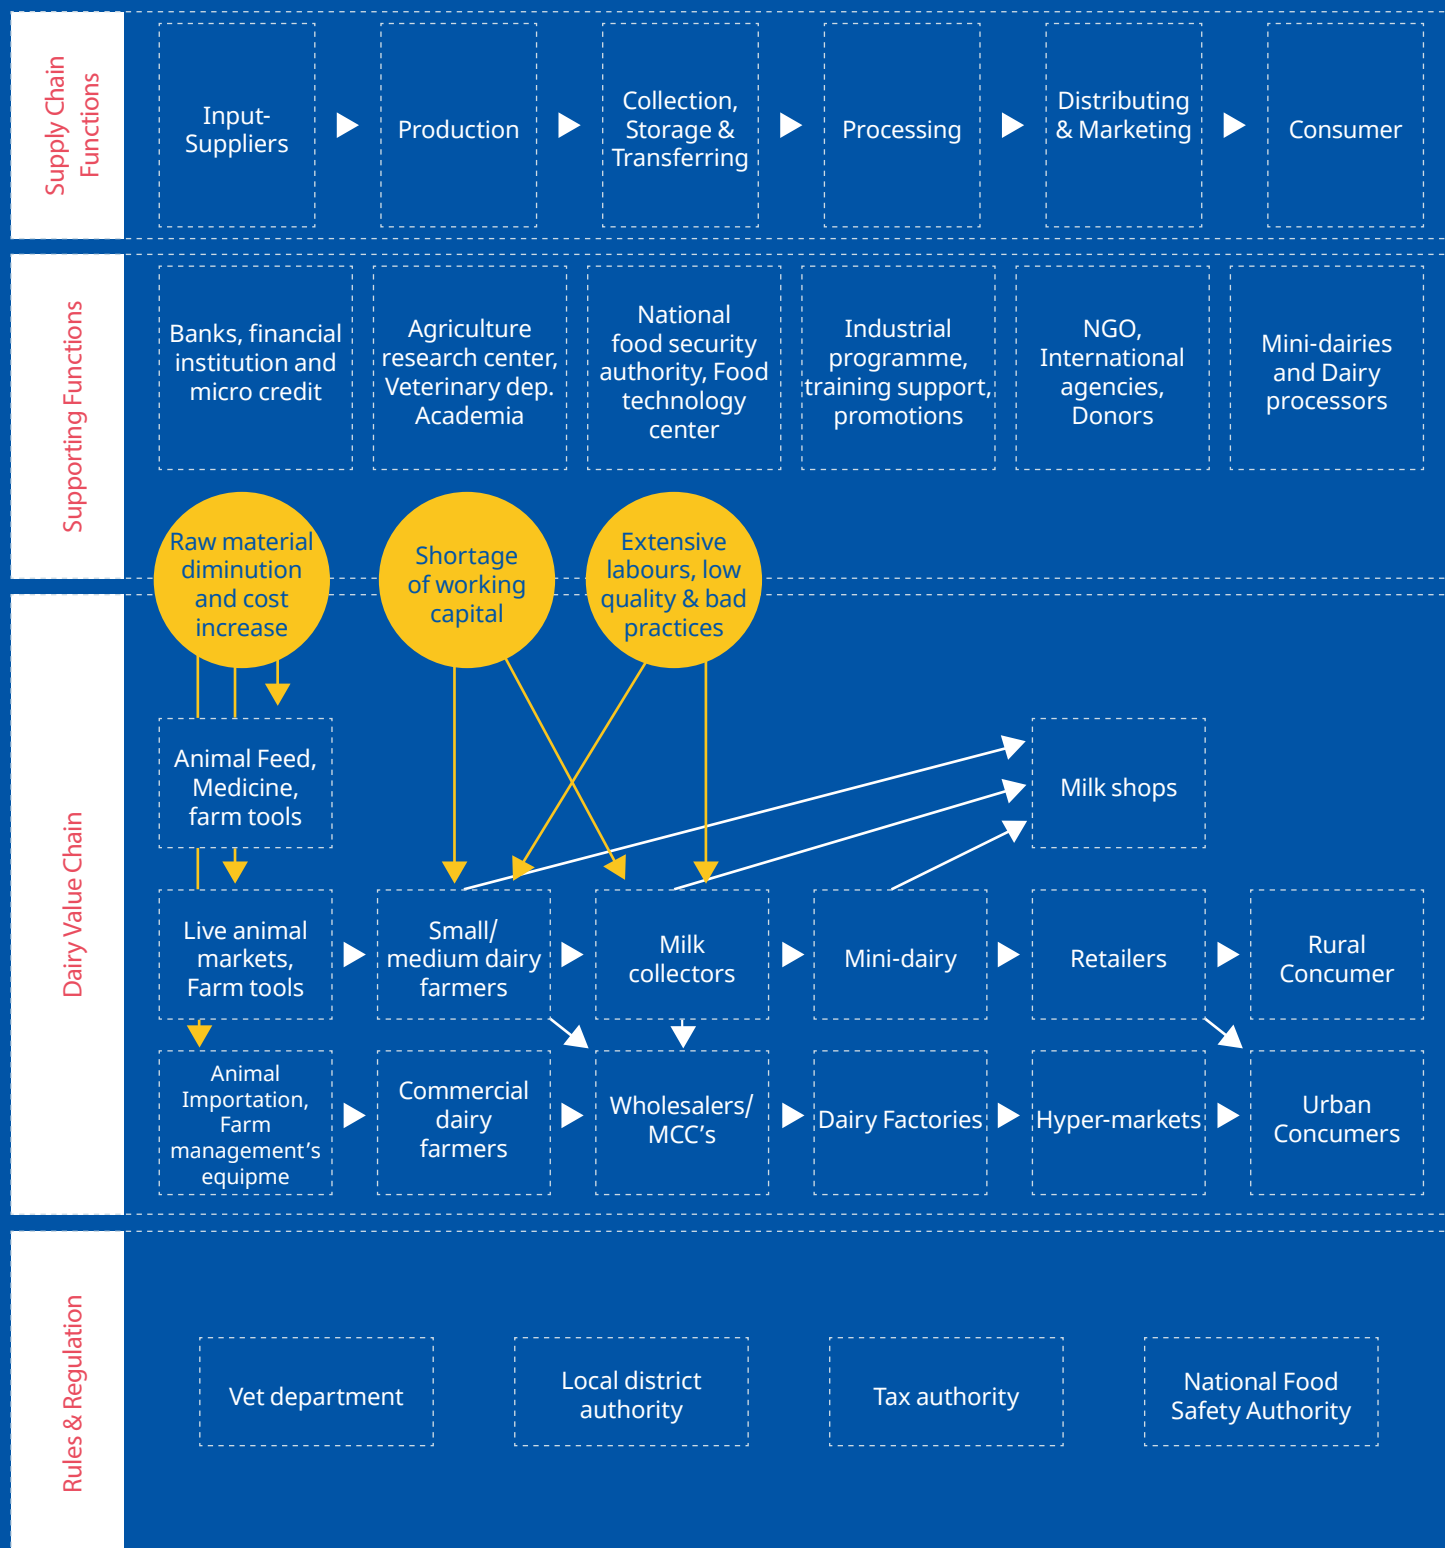 Supply Chain
Functions
Input-
Suppliers
Production
Collection,
Storage &
Transferring
Processing
Distributing
& Marketing
Consumer
Supporting Functions
Banks, financial
institution and
micro credit
Agriculture
research center,
Veterinary dep.
Academia
National
food security
authority, Food
technology
center
Industrial
programme,
training support,
promotions
NGO,
International
agencies,
Donors
Mini-dairies
and Dairy
processors
Raw material
diminution
and cost
increase
Shortage
of working
capital
Extensive
labours, low
quality & bad
practices
Dairy Value Chain
Animal Feed,
Medicine,
farm tools
Milk shops
Live animal
markets,
Farm tools
Small/
medium dairy
farmers
Milk
collectors
Mini-dairy
Retailers
Rural
Concumer
Animal
Importation,
Farm
management's
equipme
Commercial
dairy
farmers
Wholesalers/
MCC's
Dairy Factories
Hyper-markets
Urban
Concumers
Rules & Regulation
Vet department
Local district
authority
Tax authority
National Food
Safety Authority